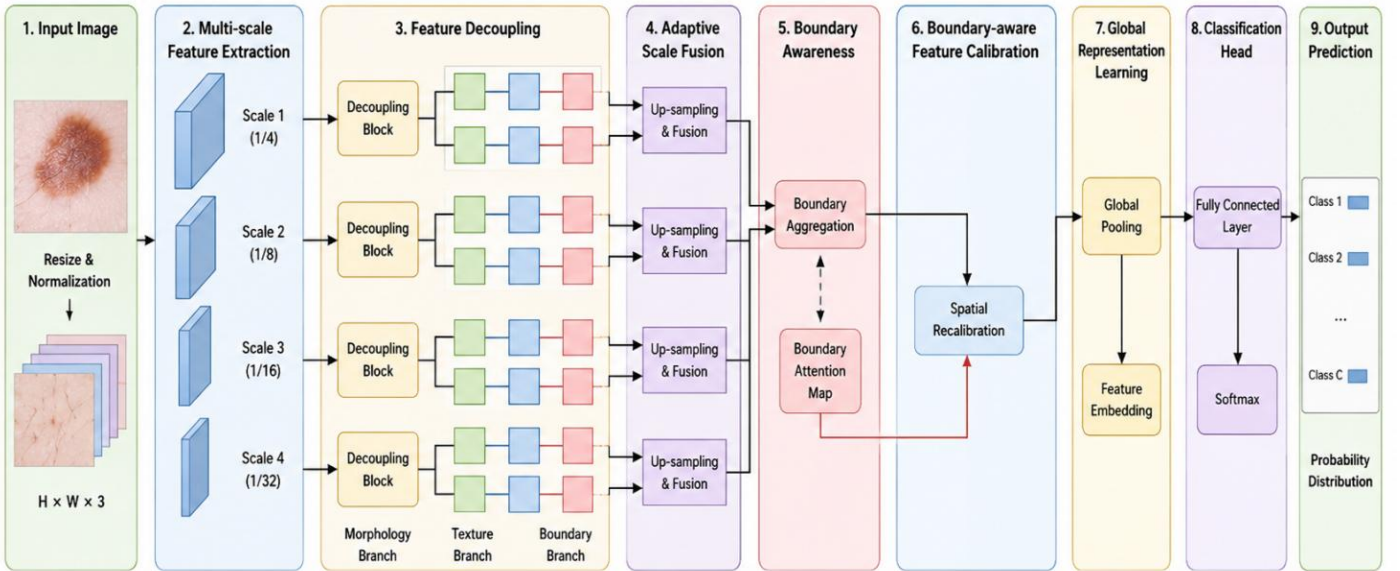 1. Input Image
Resize &
Normalization
H × W × 3
2. Multi-scale
Feature Extraction
Scale 1
(1/4)
Scale 2
(1/8)
Scale 3
(1/16)
Scale 4
(1/32)
3. Feature Decoupling
Decoupling
Block
Decoupling
Block
Decoupling
Block
Decoupling
Block
Morphology
Branch
Texture
Branch
Boundary
Branch
4. Adaptive
Scale Fusion
Up-sampling
& Fusion
Up-sampling
& Fusion
Up-sampling
& Fusion
Up-sampling
& Fusion
5. Boundary
Awareness
Boundary
Aggregation
Boundary
Attention
Map
6. Boundary-aware
Feature Calibration
Spatial
Recalibration
7. Global
Representation
Learning
Global
Pooling
Feature
Embedding
8. Classification
Head
Fully Connected
Layer
Softmax
9. Output
Prediction
Class 1
Class 2
...
Class C
Probability
Distribution